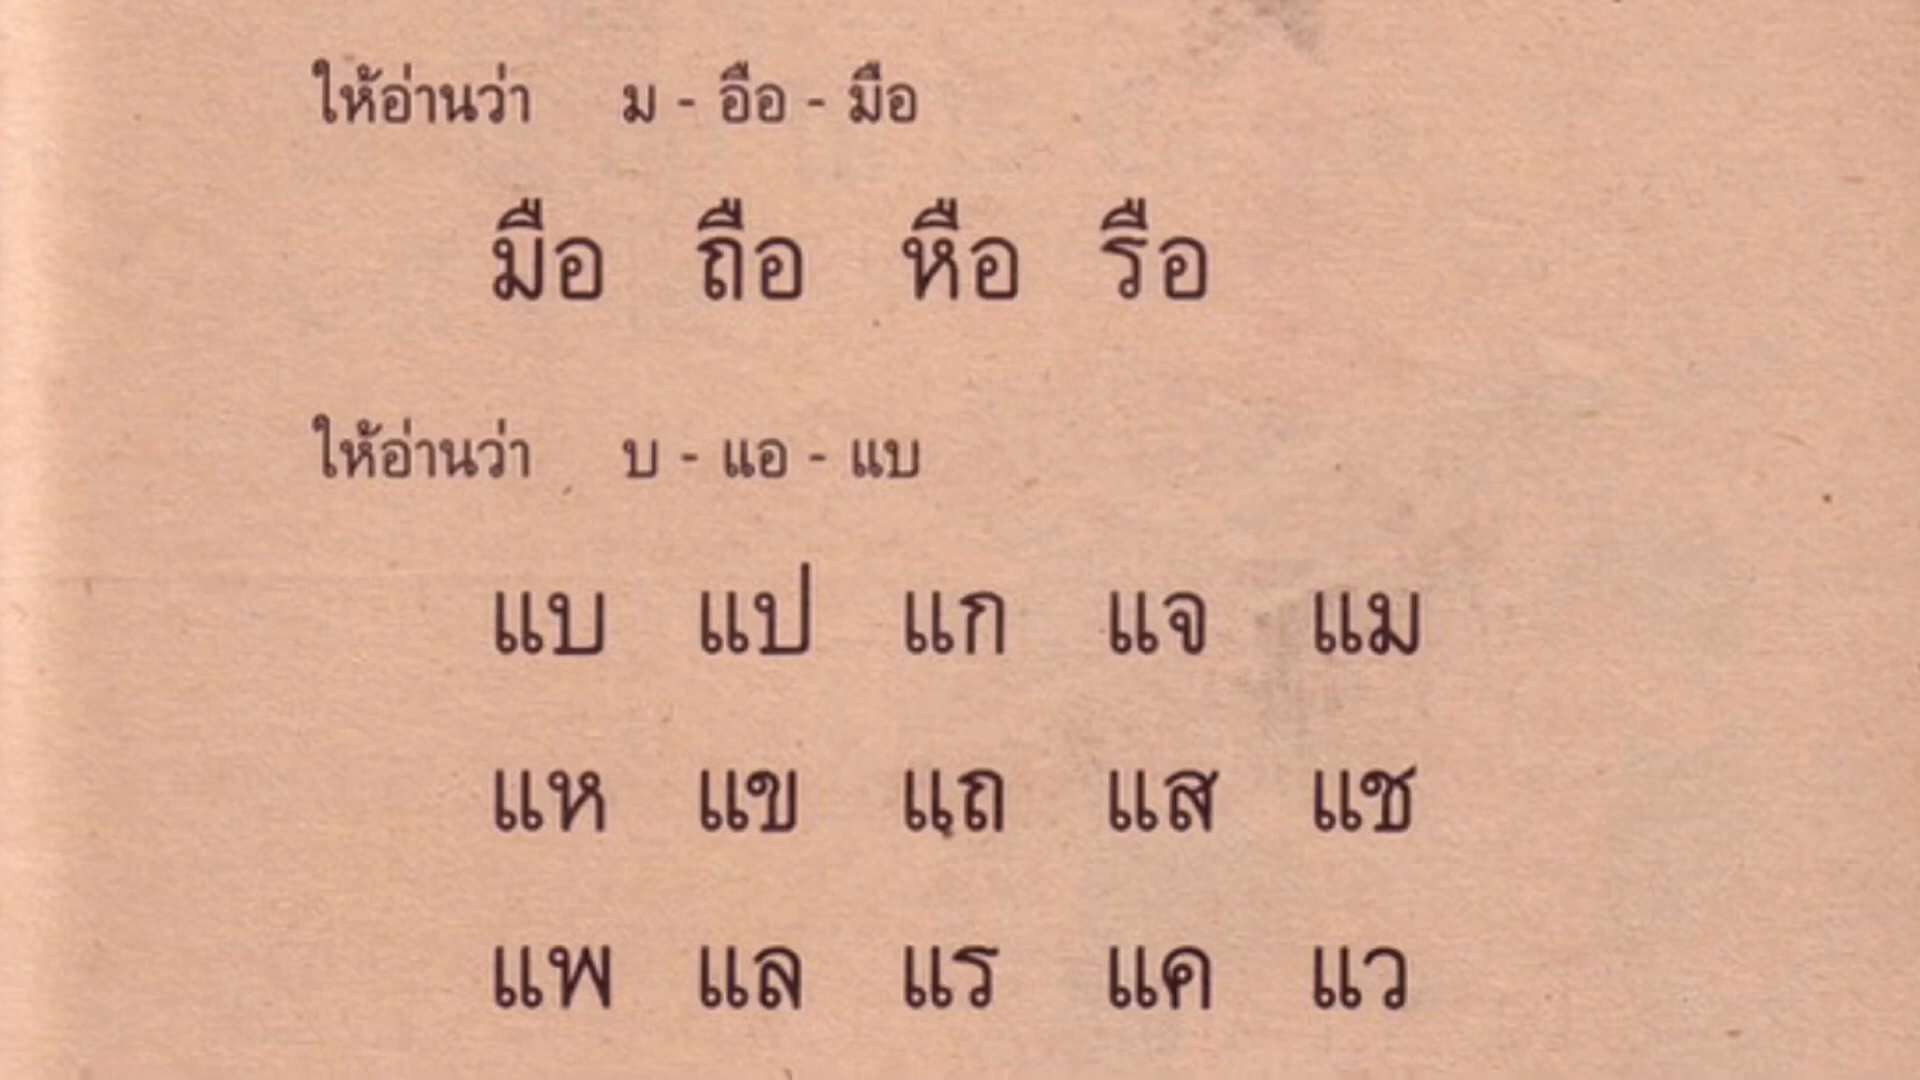 ให้อ่านว่า ม - อือ - มือ
มือ ถือ หือ รือ
ให้อ่านว่า บ - แอ - แบ
แบ แป แก แจ แม
แห แข แถ แส แช
แพ แล แร แค แว